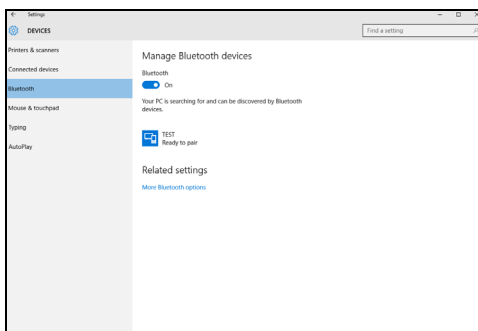 Settings
DEVICES
Find a setting
Printers & scanners
Connected devices
Bluetooth
Mouse & touchpad
Typing
AutoPlay
Manage Bluetooth devices
Bluetooth
On
Your PC is searching for and can be discovered by Bluetooth
devices.
TEST
Ready to pair
Related settings
More Bluetooth options